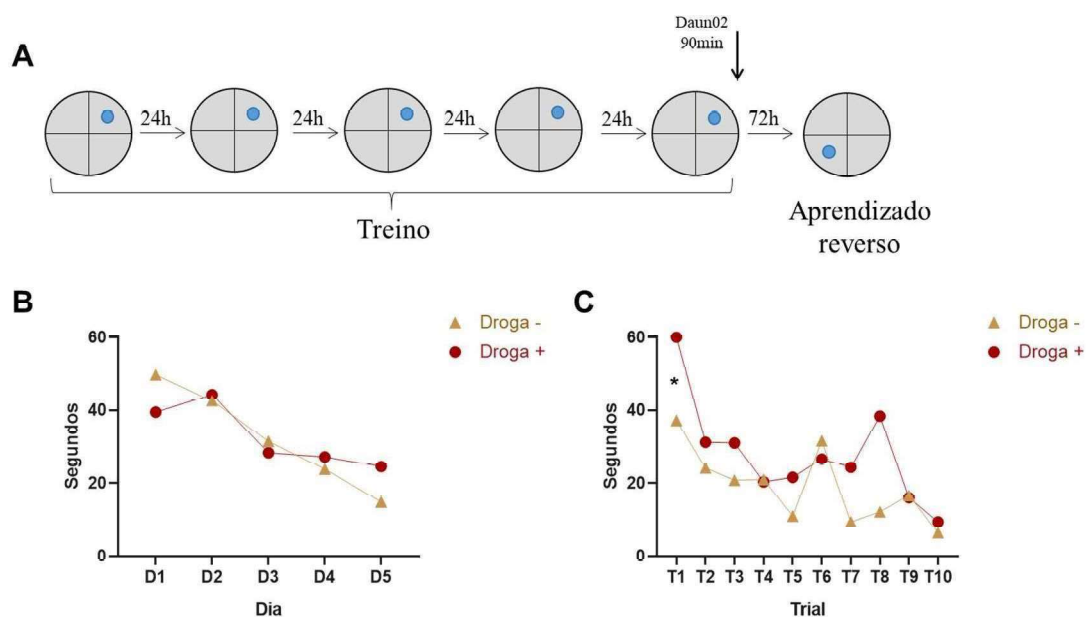 A
Daun02
90min
24h
24h
24h
24h
72h
Treino
Aprendizado
reverso
B
Droga -
Droga +
60
40
20
0
Segundos
D1 D2 D3 D4 D5
Dia
C
Droga -
Droga +
60
40
20
0
Segundos
*
T1 T2 T3 T4 T5 T6 T7 T8 T9 T10
Trial